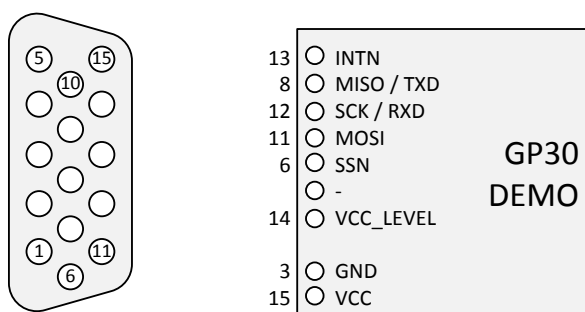 5 15
10
1 11
6
13 INTN
8 MISO / TXD
12 SCK / RXD
11 MOSI
6 SSN
-
14 VCC_LEVEL
3 GND
15 VCC
GP30
DEMO